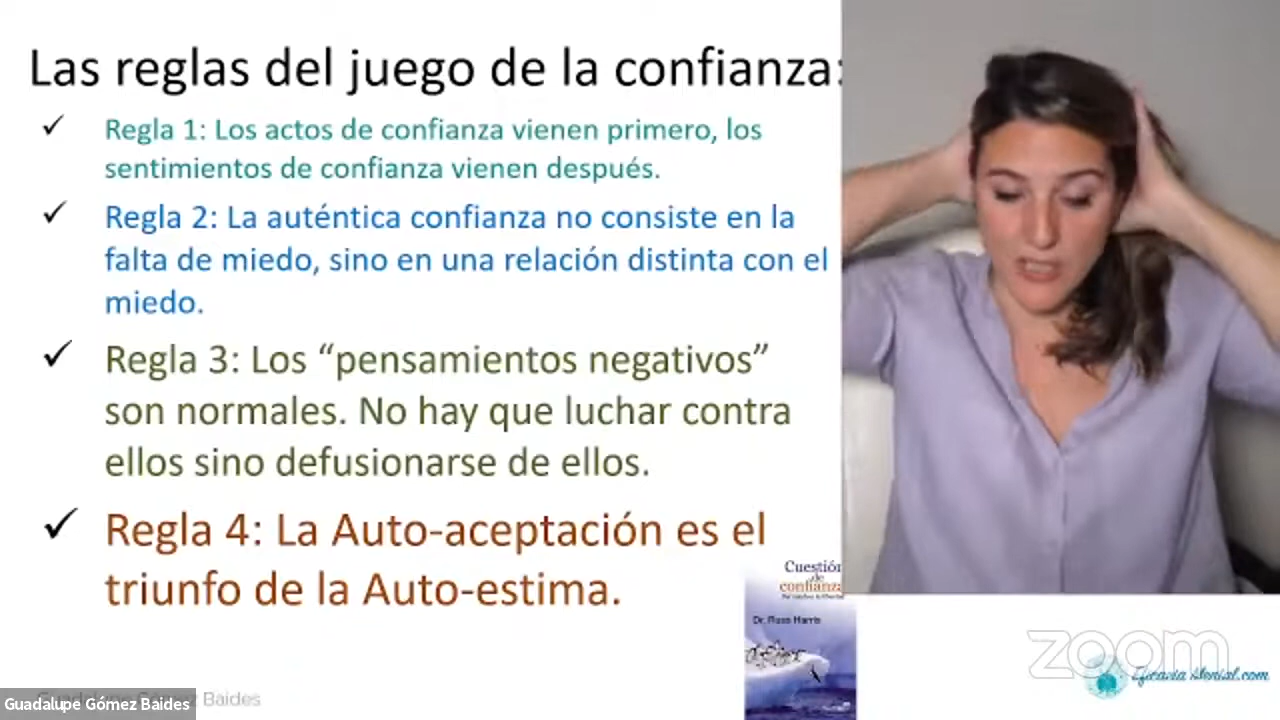 Las reglas del juego de la confianza:
✓ Regla 1: Los actos de confianza vienen primero, los
sentimientos de confianza vienen después.
✓ Regla 2: La auténtica confianza no consiste en la
falta de miedo, sino en una relación distinta con el
miedo.
✓ Regla 3: Los “pensamientos negativos”
son normales. No hay que luchar contra
ellos sino defusionarse de ellos.
✓ Regla 4: La Auto-aceptación es el
triunfo de la Auto-estima.
Cuestión
de
confianza
Dr. Russ Harris
zoom
Guadalupe Gómez Baides
Guadalupe Gómez Baides